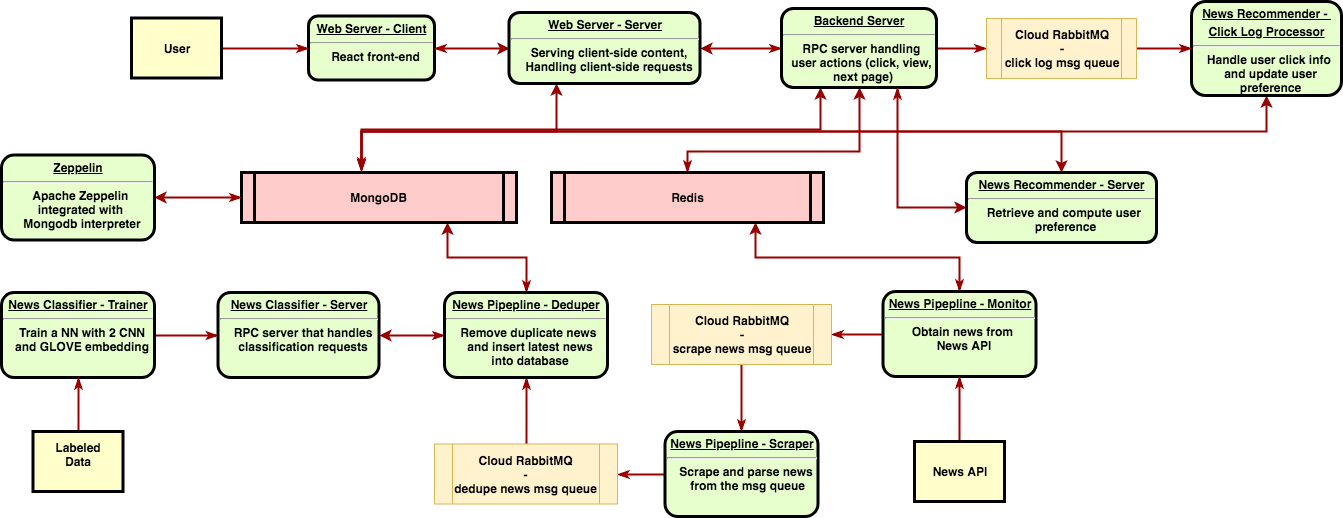 User
Web Server - Client
React front-end
Web Server - Server
Serving client-side content,
Handling client-side requests
Backend Server
RPC server handling
user actions (click, view,
next page)
Cloud RabbitMQ
-
click log msg queue
News Recommender -
Click Log Processor
Handle user click info
and update user
preference
Zeppelin
Apache Zeppelin
integrated with
Mongodb interpreter
MongoDB
Redis
News Recommender - Server
Retrieve and compute user
preference
News Classifier - Trainer
Train a NN with 2 CNN
and GLOVE embedding
News Classifier - Server
RPC server that handles
classification requests
News Pipepline - Deduper
Remove duplicate news
and insert latest news
into database
Cloud RabbitMQ
-
scrape news msg queue
News Pipepline - Monitor
Obtain news from
News API
Labeled
Data
Cloud RabbitMQ
-
dedupe news msg queue
News Pipepline - Scraper
Scrape and parse news
from the msg queue
News API